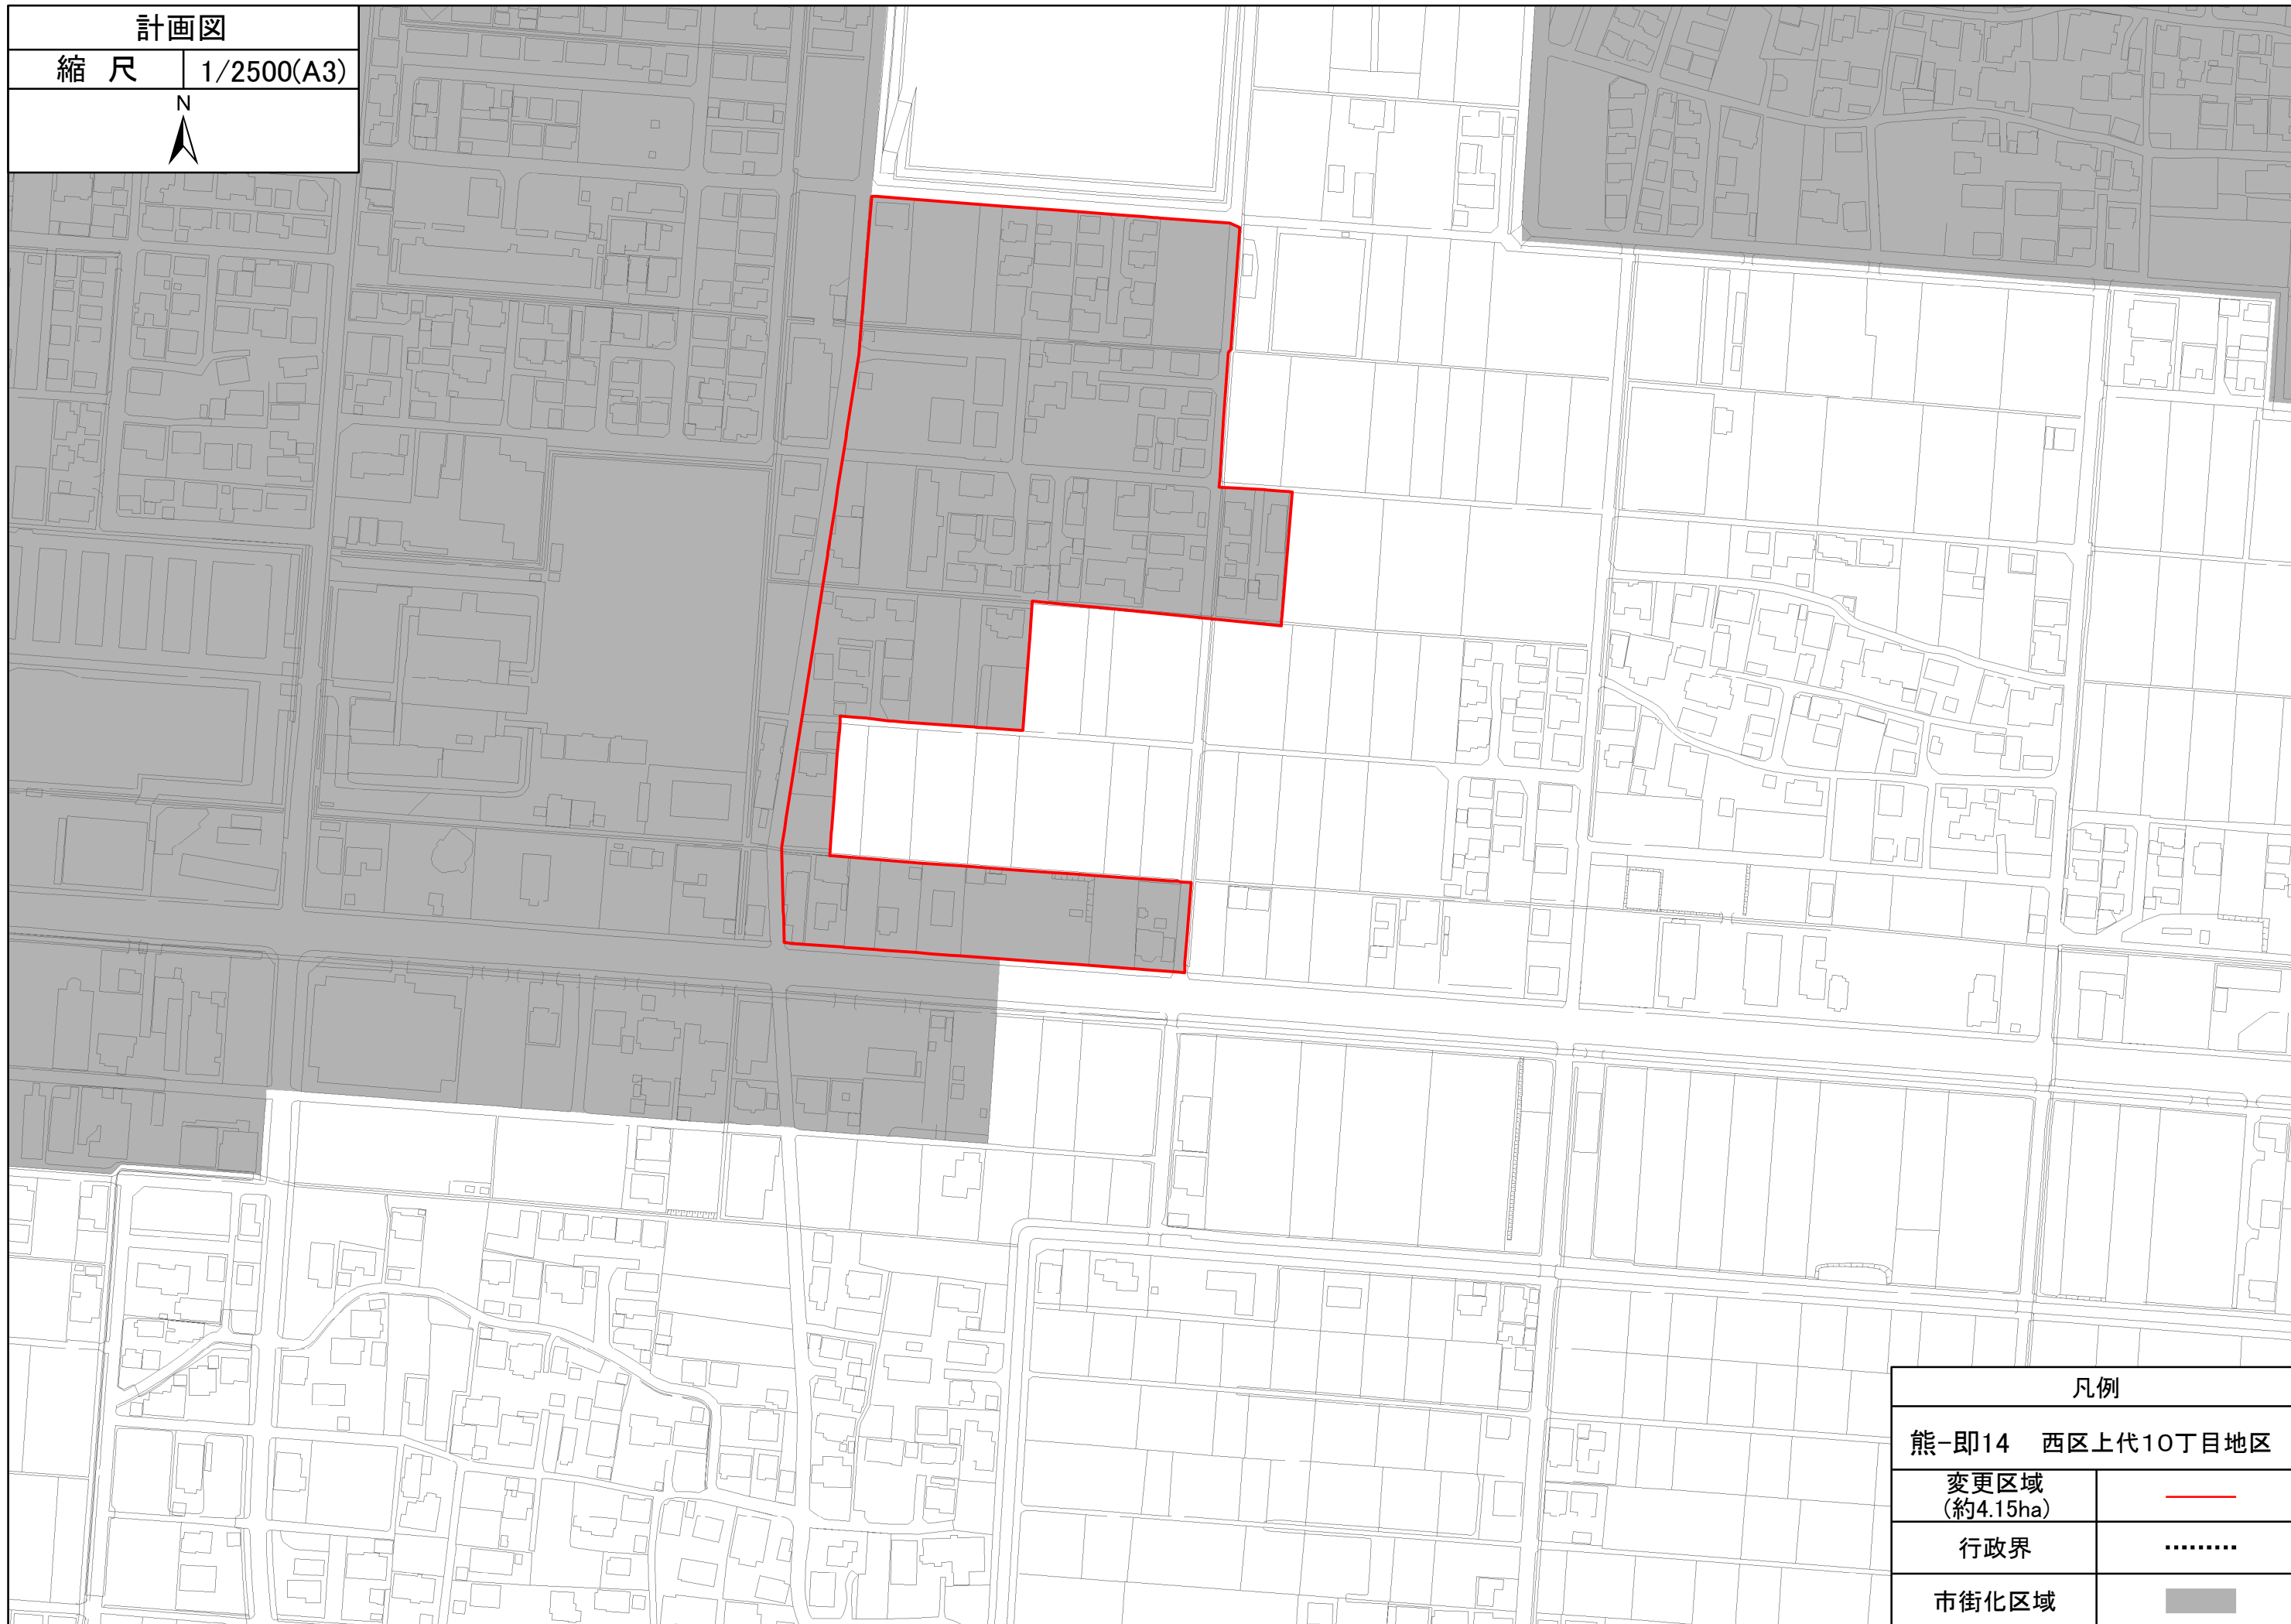 計画図
縮 尺 1/2500(A3)
N
凡例
熊-即14 西区上代10丁目地区
変更区域
(約4.15ha)
行政界
市街化区域